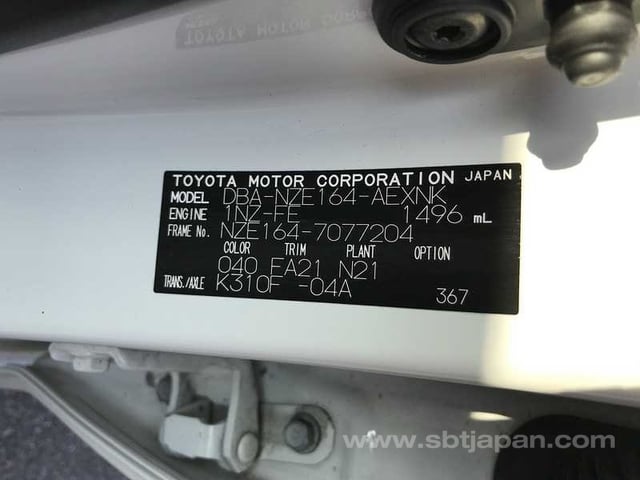 TOYOTA MOTOR CORPORATION JAPAN
MODEL DBA-NZE164-AEXNK
ENGINE 1NZ-FE 1496 mL
FRAME No. NZE164-7077204
COLOR TRIM PLANT OPTION
040 FA21 N21
TRANS./AXLE K310F -04A 367
www.sbtjapan.com